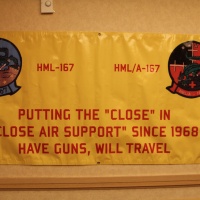 HML-167 HML/A-167
PUTTING THE "CLOSE" IN
"CLOSE AIR SUPPORT" SINCE 1968
HAVE GUNS, WILL TRAVEL